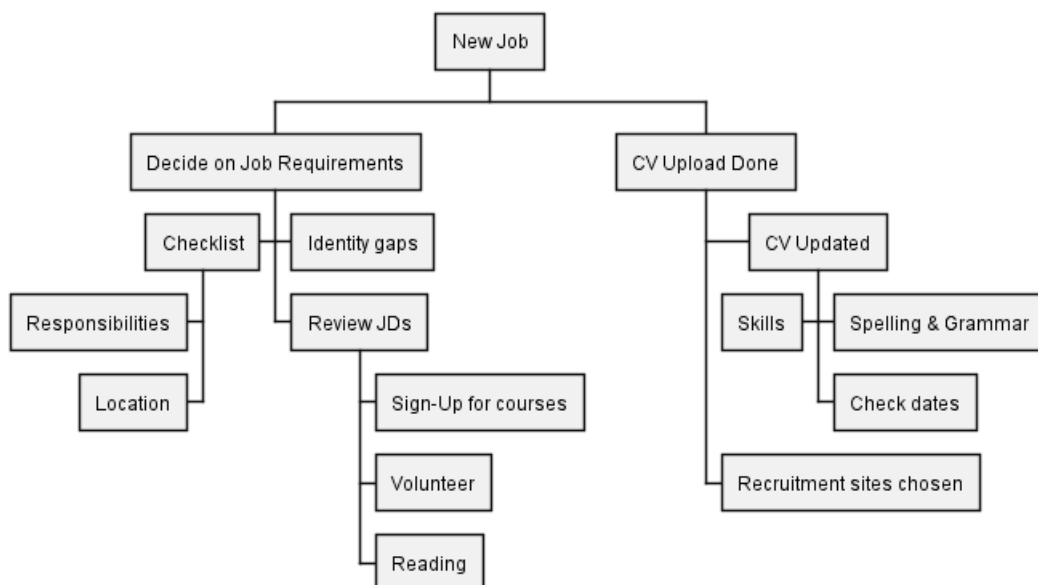 New Job
Decide on Job Requirements
CV Upload Done
Checklist
Identity gaps
CV Updated
Responsibilities
Review JDs
Skills
Spelling & Grammar
Location
Sign-Up for courses
Check dates
Volunteer
Recruitment sites chosen
Reading